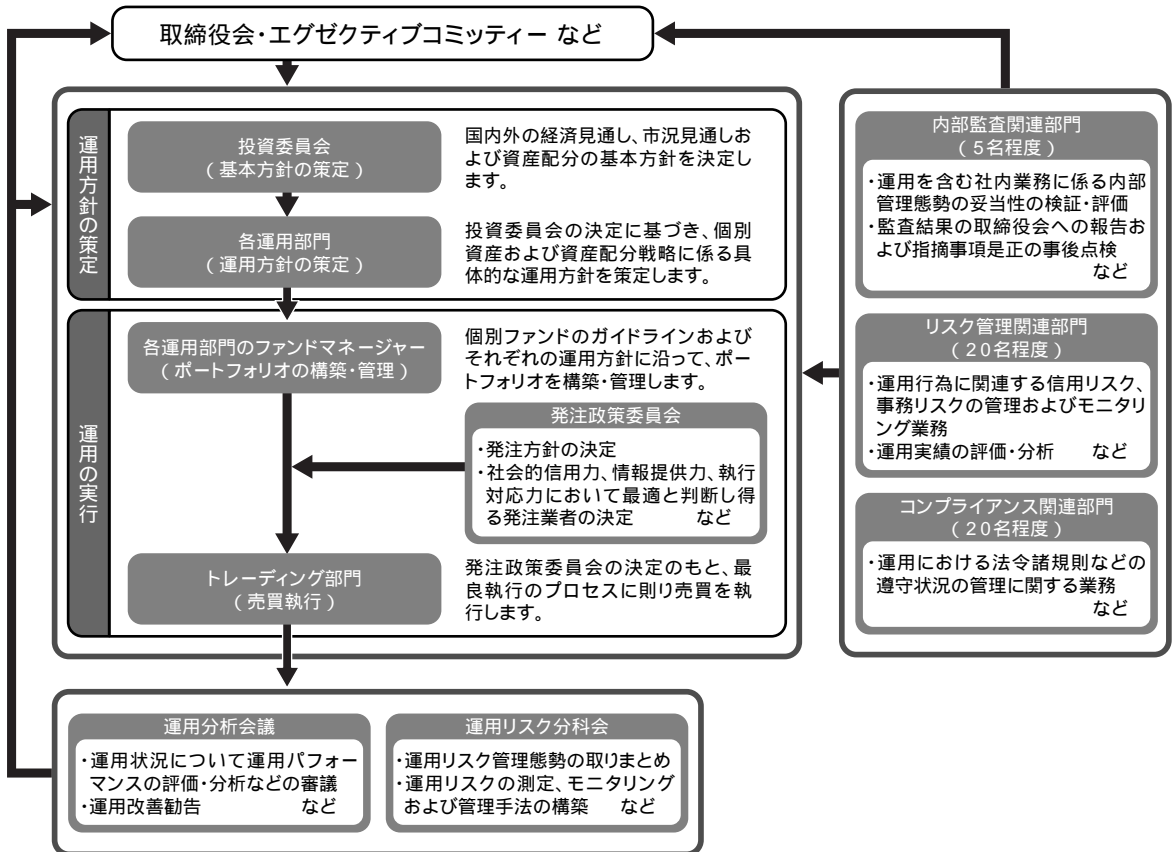 取締役会・エグゼクティブコミッティー など
運用方針の策定
投資委員会
（基本方針の策定）
国内外の経済見通し、市況見通しお
よび資産配分の基本方針を決定し
ます。
各運用部門
（運用方針の策定）
投資委員会の決定に基づき、個別
資産および資産配分戦略に係る具
体的な運用方針を策定します。
運用の実行
各運用部門のファンドマネージャー
（ポートフォリオの構築・管理）
個別ファンドのガイドラインおよび
それぞれの運用方針に沿って、ポー
トフォリオを構築・管理します。
発注政策委員会
・発注方針の決定
・社会的信用力、情報提供力、執行
対応力において最適と判断し得
る発注業者の決定 など
トレーディング部門
（売買執行）
発注政策委員会の決定のもと、最
良執行のプロセスに則り売買を執
行します。
内部監査関連部門
（5名程度）
・運用を含む社内業務に係る内部
管理態勢の妥当性の検証・評価
・監査結果の取締役会への報告お
よび指摘事項是正の事後点検
など
リスク管理関連部門
（20名程度）
・運用行為に関連する信用リスク、
事務リスクの管理およびモニタリ
ング業務
・運用実績の評価・分析 など
コンプライアンス関連部門
（20名程度）
・運用における法令諸規則などの
遵守状況の管理に関する業務
など
運用分析会議
・運用状況について運用パフォー
マンスの評価・分析などの審議
・運用改善勧告 など
運用リスク分科会
・運用リスク管理態勢の取りまとめ
・運用リスクの測定、モニタリング
および管理手法の構築 など